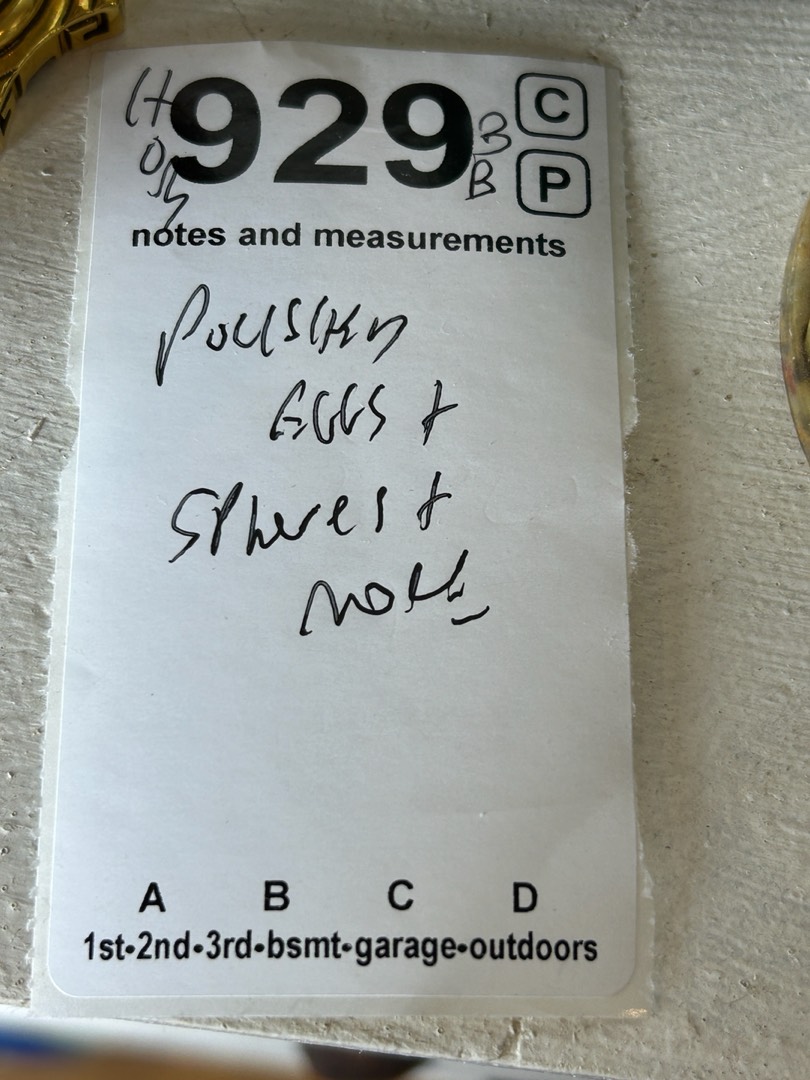 929
C
P
B
B
notes and measurements
POLISHED
EGGS +
SPheres +
MORE
A B C D
1st•2nd•3rd•bsmt•garage•outdoors